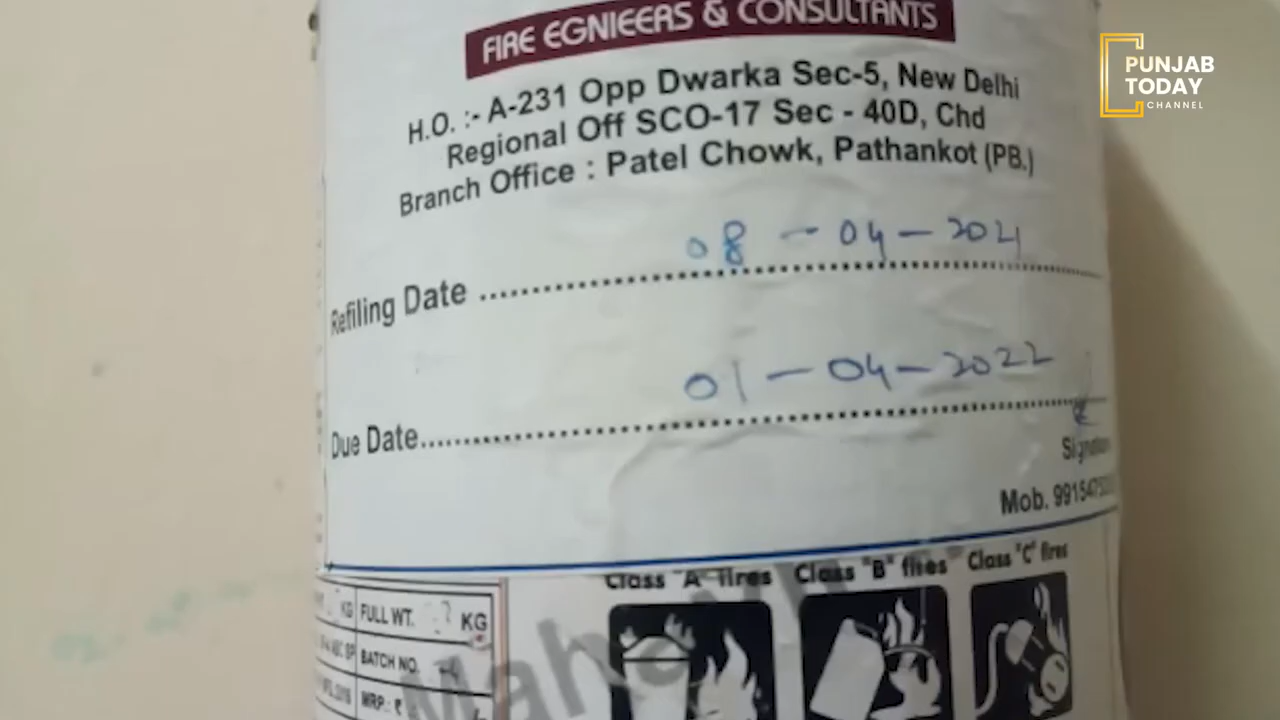 FIRE EGNIEERS & CONSULTANTS
PUNJAB
TODAY
CHANNEL
H.O. :- A-231 Opp Dwarka Sec-5, New Delhi
Regional Off SCO-17 Sec - 40D, Chd
Branch Office : Patel Chowk, Pathankot (PB.)
Refiling Date 08-04-2021
Due Date 01-04-2022
Mob.
Class "A" fires Class "B" fires Class "C" fires
KG FULL WT. KG
BATCH NO.
MRP: ₹